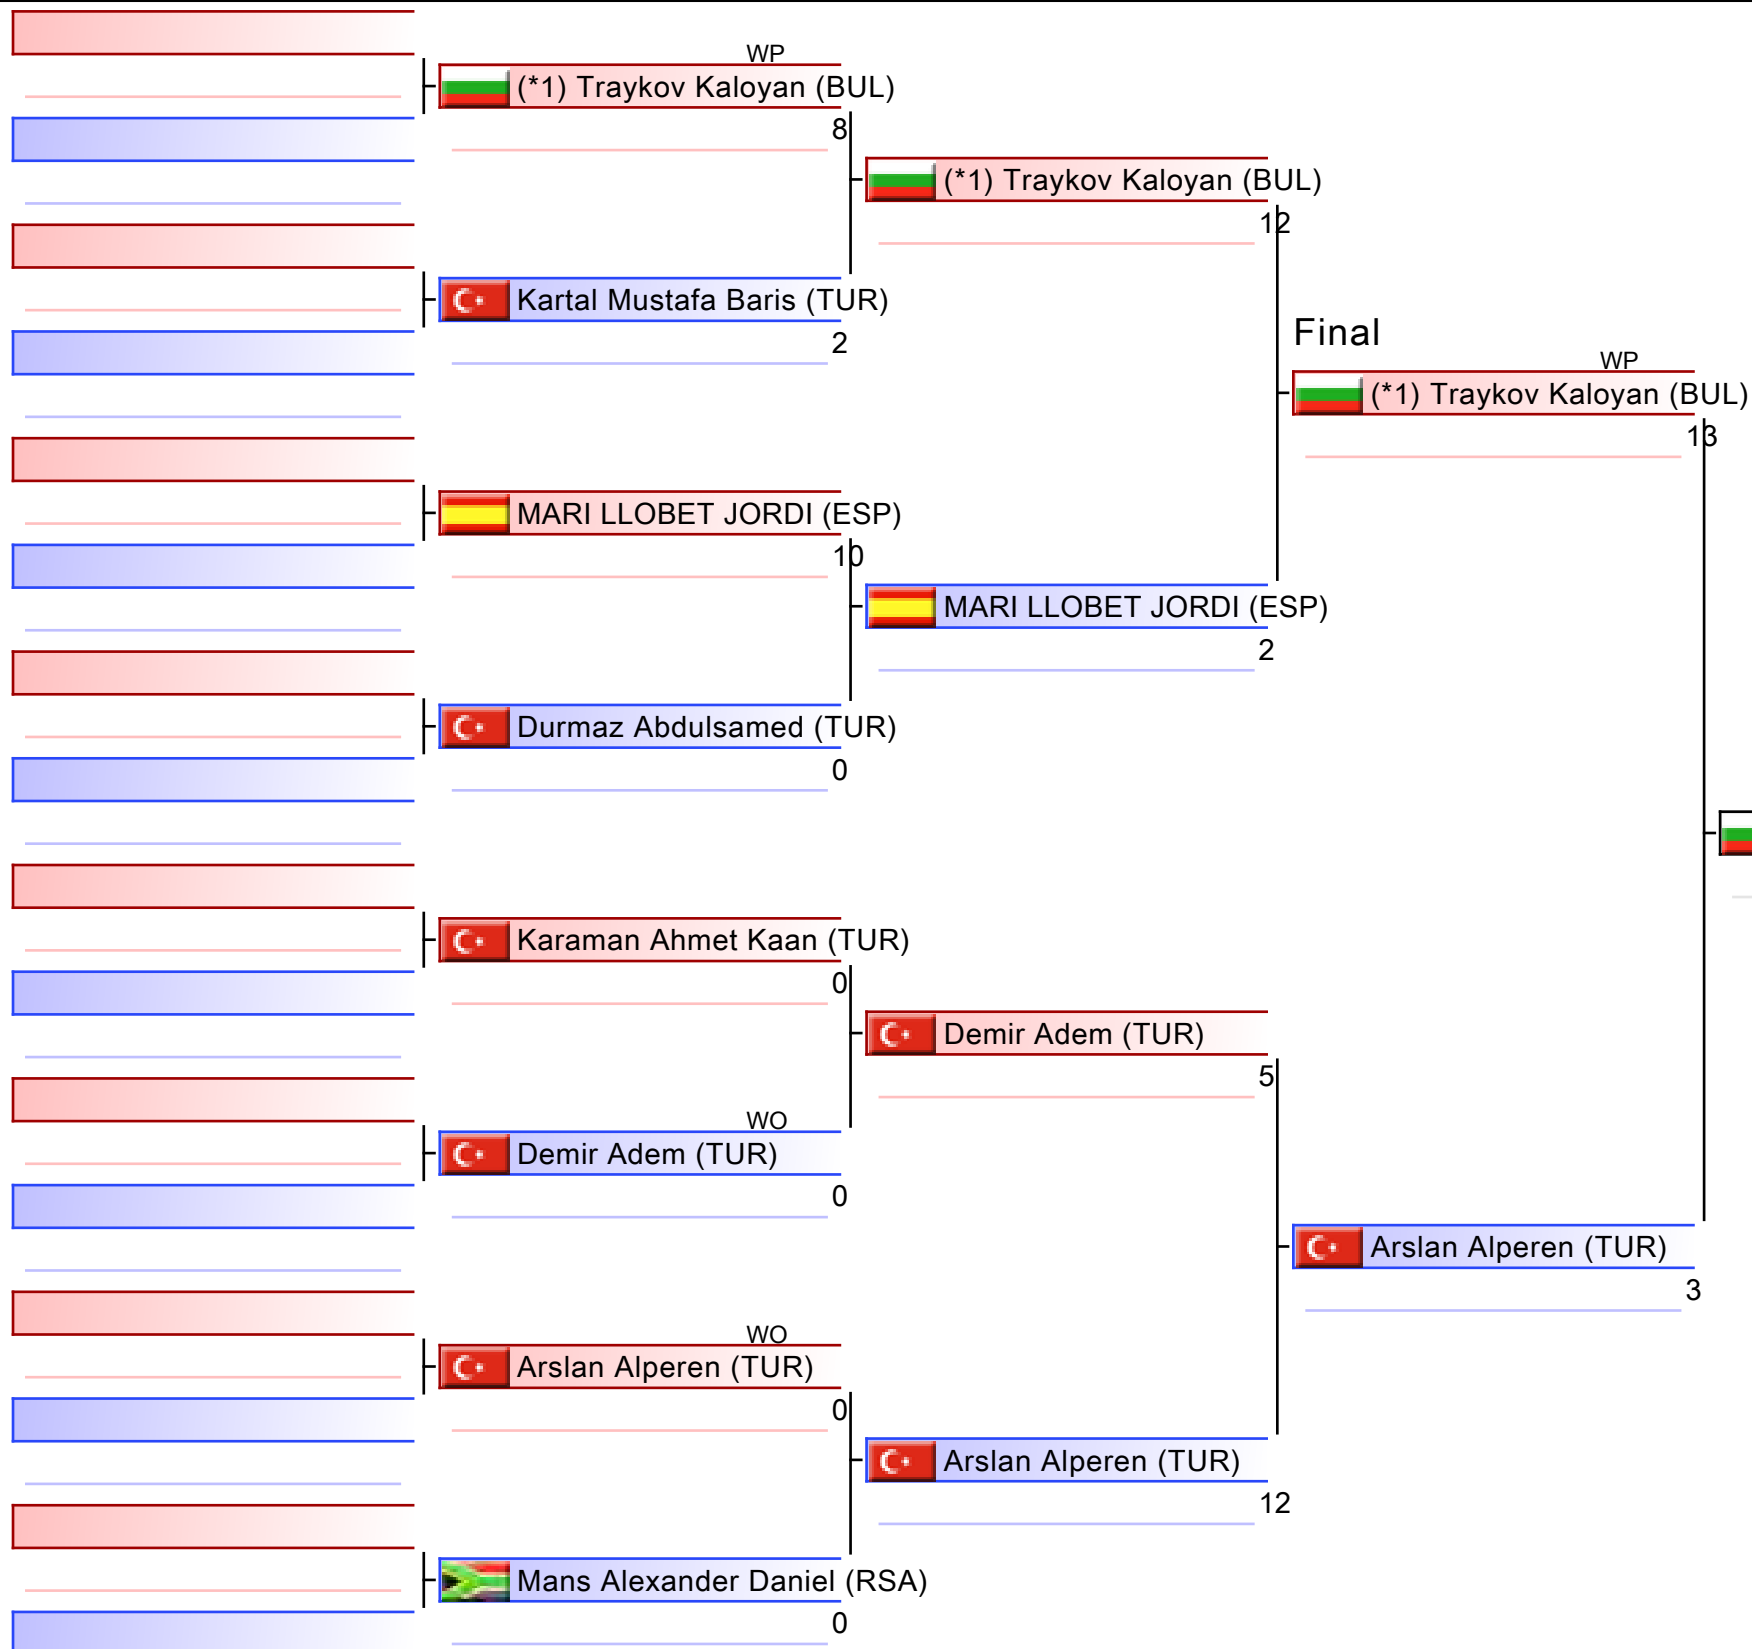 WP
(*1) Traykov Kaloyan (BUL)
8
(*1) Traykov Kaloyan (BUL)
12
Kartal Mustafa Baris (TUR)
2
Final
WP
(*1) Traykov Kaloyan (BUL)
13
MARI LLOBET JORDI (ESP)
10
MARI LLOBET JORDI (ESP)
2
Durmaz Abdulsamed (TUR)
0
Karaman Ahmet Kaan (TUR)
0
Demir Adem (TUR)
5
WO
Demir Adem (TUR)
0
Arslan Alperen (TUR)
3
WO
Arslan Alperen (TUR)
0
Arslan Alperen (TUR)
12
Mans Alexander Daniel (RSA)
0